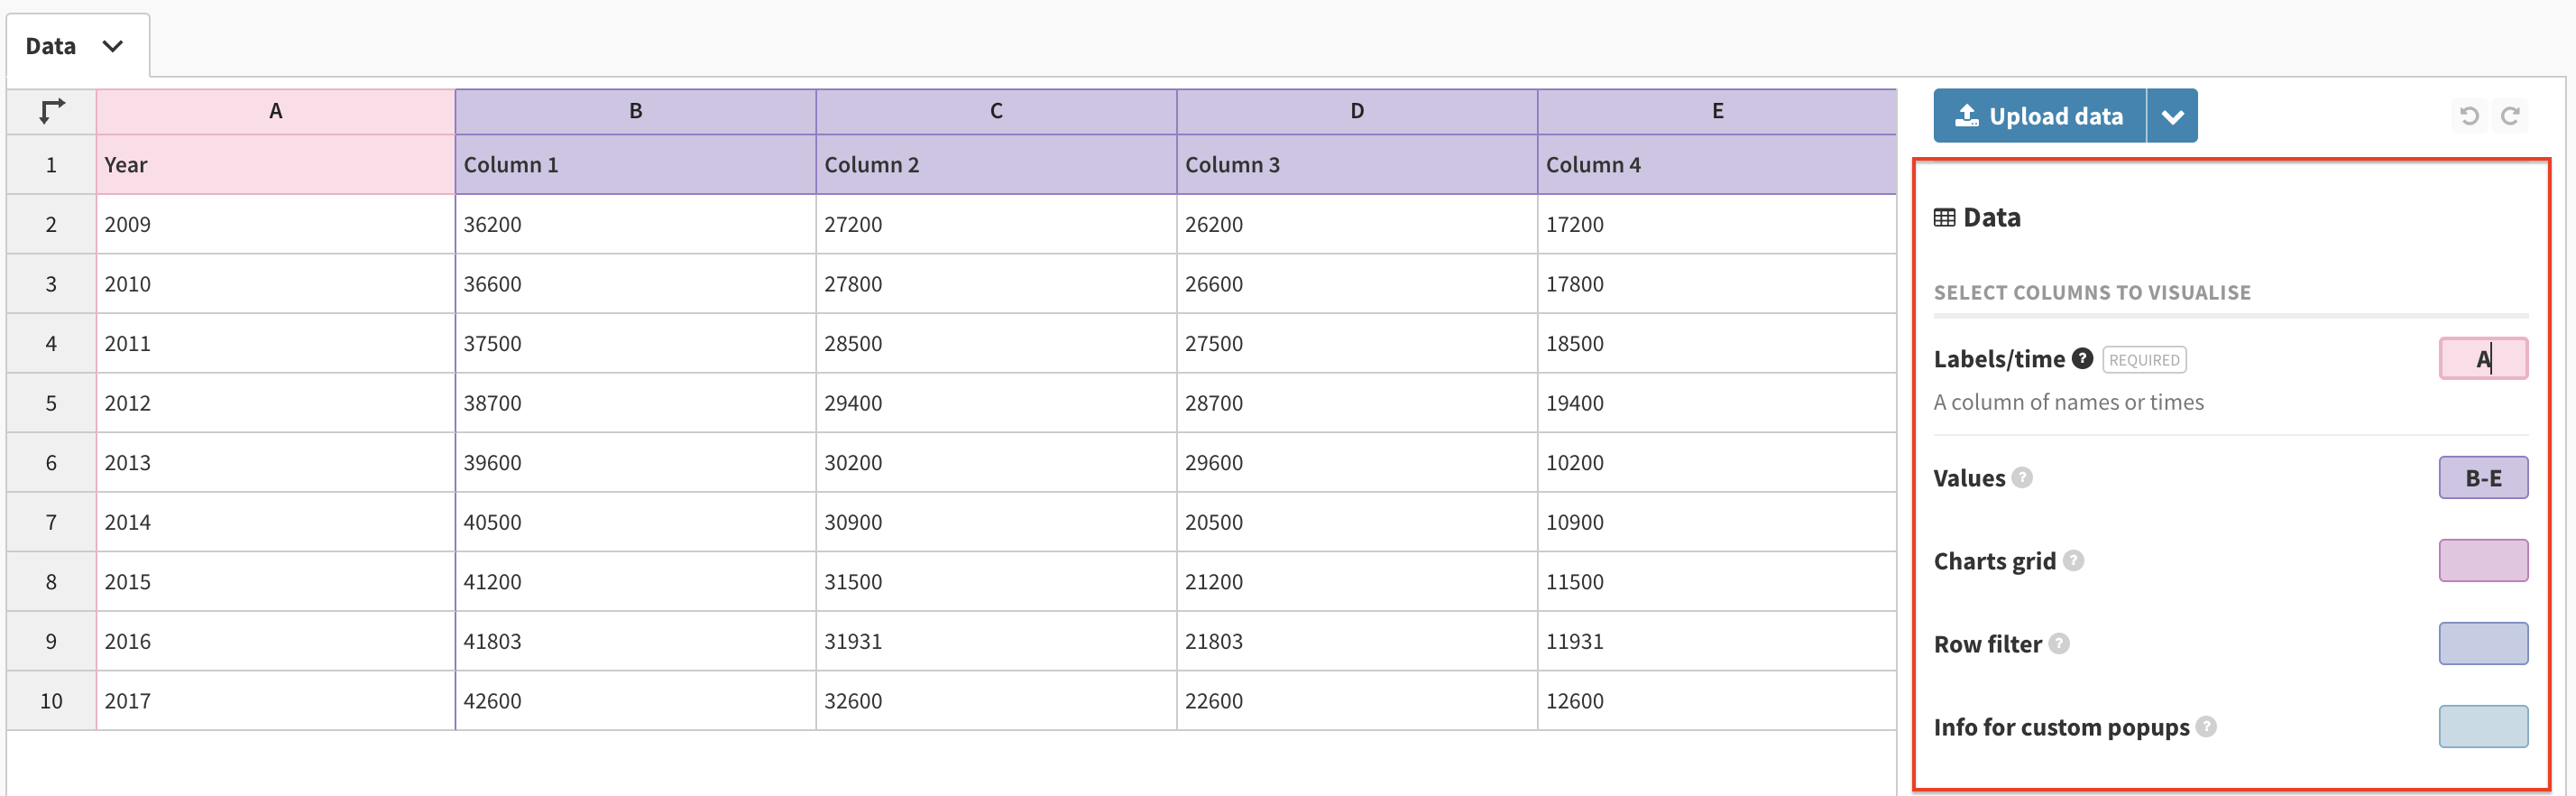 Data
A B C D E
1 Year Column 1 Column 2 Column 3 Column 4
2 2009 36200 27200 26200 17200
3 2010 36600 27800 26600 17800
4 2011 37500 28500 27500 18500
5 2012 38700 29400 28700 19400
6 2013 39600 30200 29600 10200
7 2014 40500 30900 20500 10900
8 2015 41200 31500 21200 11500
9 2016 41803 31931 21803 11931
10 2017 42600 32600 22600 12600
Upload data
Data
SELECT COLUMNS TO VISUALISE
Labels/time ? REQUIRED A
A column of names or times
Values ? B-E
Charts grid ?
Row filter ?
Info for custom popups ?